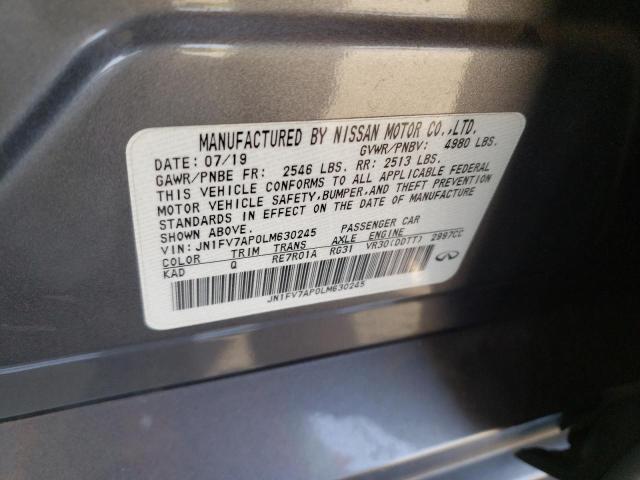 MANUFACTURED BY NISSAN MOTOR CO.,LTD.
DATE: 07/19 GVWR/PNBV: 4980 LBS.
GAWR/PNBE FR: 2546 LBS. RR: 2513 LBS.
THIS VEHICLE CONFORMS TO ALL APPLICABLE FEDERAL
MOTOR VEHICLE SAFETY, BUMPER, AND THEFT PREVENTION
STANDARDS IN EFFECT ON THE DATE OF MANUFACTURE
SHOWN ABOVE.
VIN: JN1FV7AP0LM630245 PASSENGER CAR
COLOR TRIM TRANS AXLE ENGINE
KAD Q RE7R01A RG31 VR30(DDTT) 2997CC
JN1FV7AP0LM630245